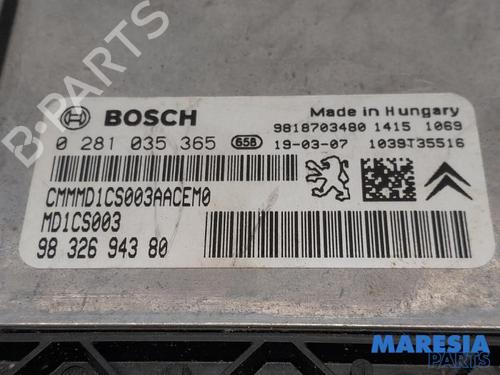 BOSCH
Made in Hungary
0 281 035 365 658
9818703480 1415 1069
19-03-07 1039T35516
CMMMD1CS003AACEM0
MD1CS003
98 326 943 80
MARESIA
PARTS